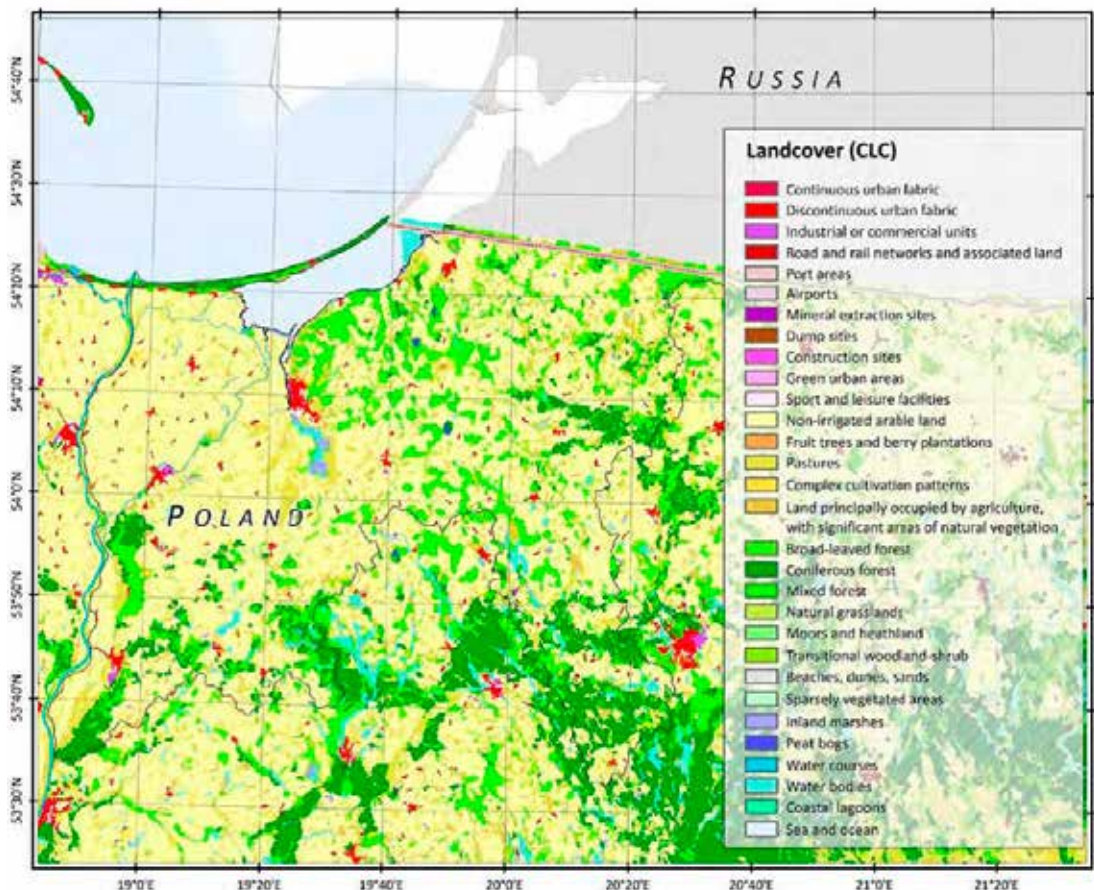 RUSSIA
54°40'N
54°30'N
54°20'N
54°10'N
54°0'N
53°50'N
53°40'N
53°30'N
POLAND
Landcover (CLC)
Continuous urban fabric
Discontinuous urban fabric
Industrial or commercial units
Road and rail networks and associated land
Port areas
Airports
Mineral extraction sites
Dump sites
Construction sites
Green urban areas
Sport and leisure facilities
Non-irrigated arable land
Fruit trees and berry plantations
Pastures
Complex cultivation patterns
Land principally occupied by agriculture,
with significant areas of natural vegetation
Broad-leaved forest
Coniferous forest
Mixed forest
Natural grasslands
Moors and heathland
Transitional woodland-shrub
Beaches, dunes, sands
Sparsely vegetated areas
Inland marshes
Peat bogs
Water courses
Water bodies
Coastal lagoons
Sea and ocean
19°0'E
19°20'E
19°40'E
20°0'E
20°20'E
20°40'E
21°0'E
21°20'E